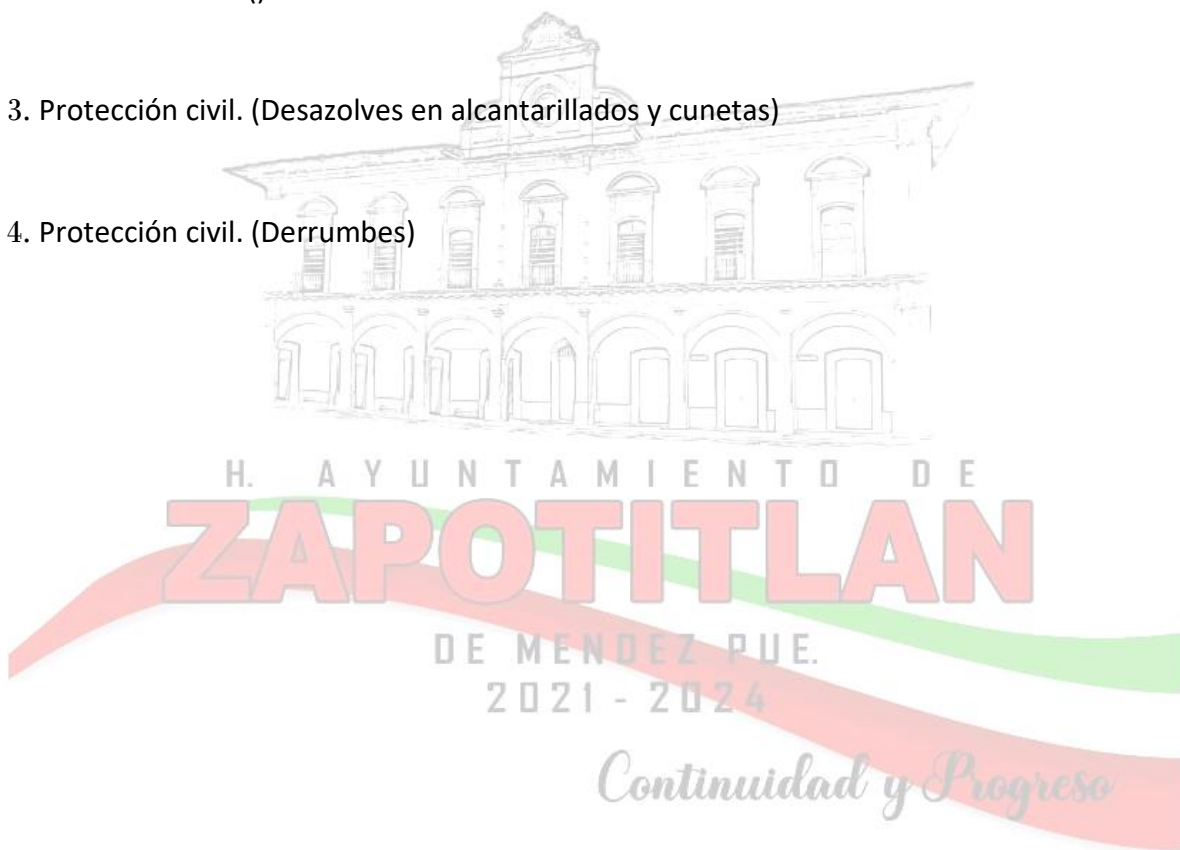 3. Protección civil. (Desazolves en alcantarillados y cunetas)
4. Protección civil. (Derrumbes)
H. AYUNTAMIENTO DE
ZAPOTITLAN
DE MENDEZ PUE.
2021 - 2024
Continuidad y Progreso